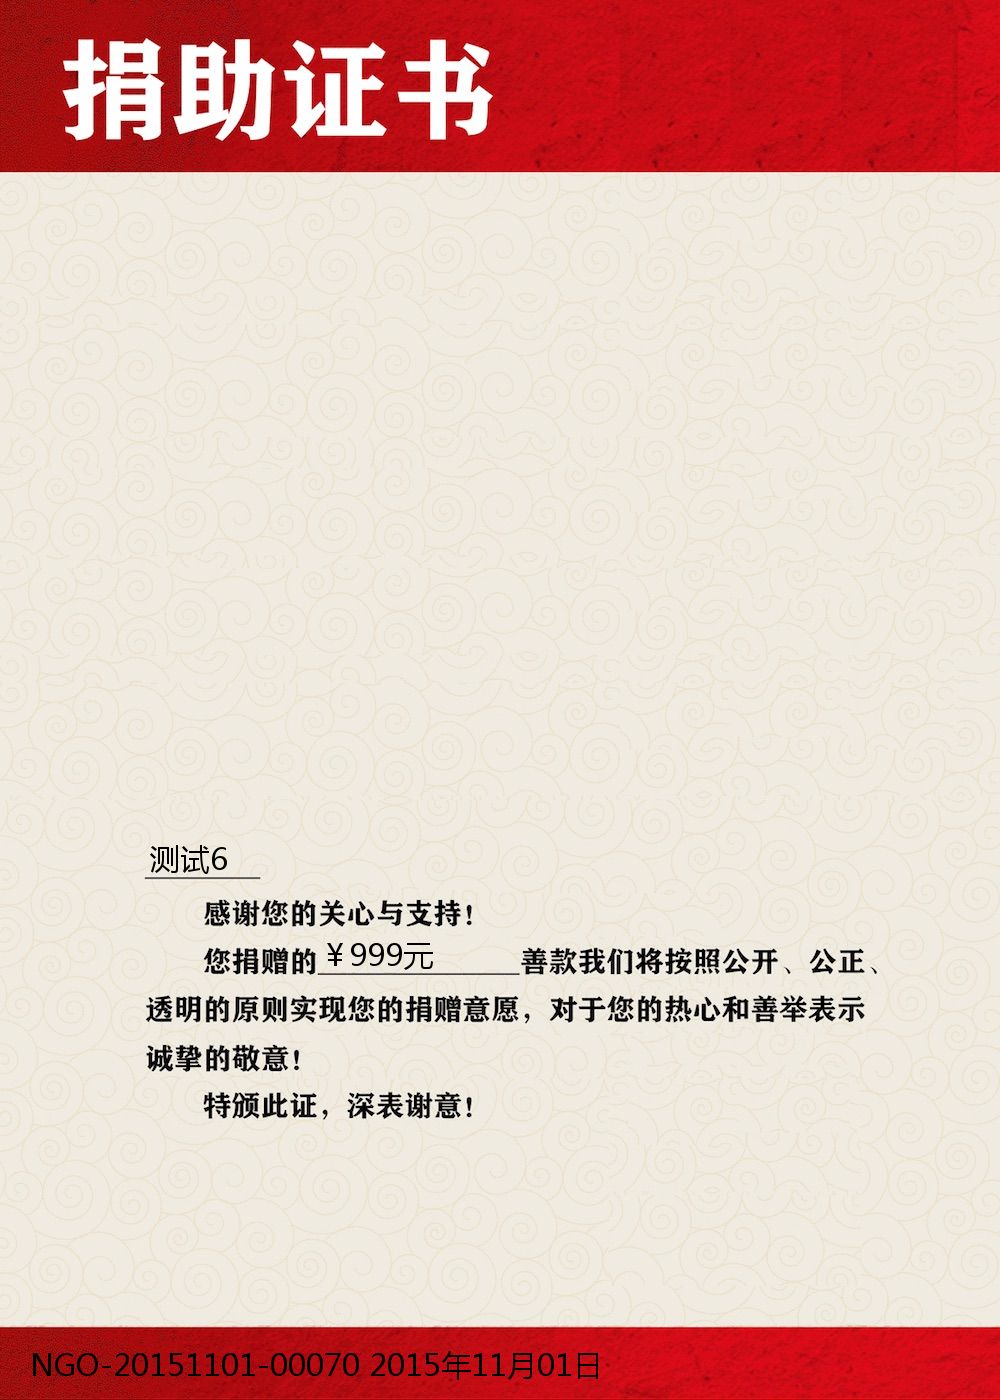 捐助证书
测试6
感谢您的关心与支持！
您捐赠的￥999元善款我们将按照公开、公正、
透明的原则实现您的捐赠意愿，对于您的热心和善举表示
诚挚的敬意！
特颁此证，深表谢意！
NGO-20151101-00070 2015年11月01日